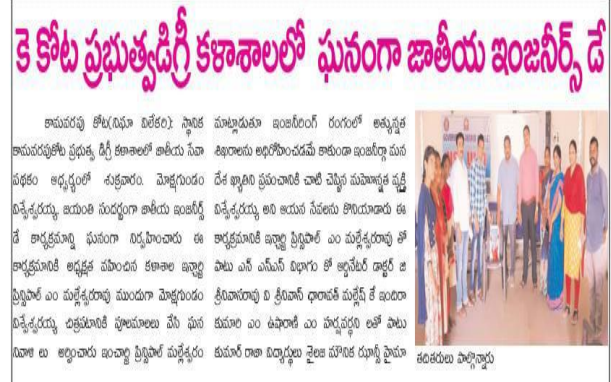 కె కోట ప్రభుత్వడిగ్రీ కళాశాలలో ఘనంగా జాతీయ ఇంజనీర్స్ డే
కామవరపు కోట(నిఘా విలేకరి): స్థానిక
కామవరపుకోట ప్రభుత్వ డిగ్రీ కళాశాలలో జాతీయ సేవా
పథకం ఆధ్వర్యంలో శుక్రవారం. మోక్షగుండం
విశ్వేశ్వరయ్య జయంతి సందర్భంగా జాతీయ ఇంజనీర్స్
డే కార్యక్రమాన్ని ఘనంగా నిర్వహించారు ఈ
కార్యక్రమానికి అధ్యక్షత వహించిన కళాశాల ఇన్చార్జి
ప్రిన్సిపాల్ ఎం మల్లేశ్వరరావు ముందుగా మోక్షగుండం
విశ్వేశ్వరయ్య చిత్రపటానికి పూలమాలలు వేసి ఘన
నివాళి లు అర్పించారు ఇంచార్జి ప్రిన్సిపాల్ మల్లేశ్వరం
మాట్లాడుతూ ఇంజనీరింగ్ రంగంలో అత్యున్నత
శిఖరాలను అధిరోహించడమే కాకుండా ఇంజనీర్గా మన
దేశ ఖ్యాతిని ప్రపంచానికి చాటి చెప్పిన మహోన్నత వ్యక్తి
విశ్వేశ్వరయ్య అని ఆయన సేవలను కొనియాడారు ఈ
కార్యక్రమానికి ఇన్చార్జి ప్రిన్సిపాల్ ఎం మల్లేశ్వరరావు తో
పాటు ఎన్ ఎస్ఎస్ విభాగం కో ఆర్డినేటర్ డాక్టర్ జి
శ్రీనివాసరావు వి శ్రీనివాస్ ధారావత్ మల్లేష్ కే ఇందిరా
కుమారి ఎం ఉషారాణి ఎం హర్షవర్ధని లతో పాటు
కుమార్ రాజా విద్యార్థులు శైలజ మౌనిక ఝాన్సీ హైమా
తదితరులు పాల్గొన్నారు